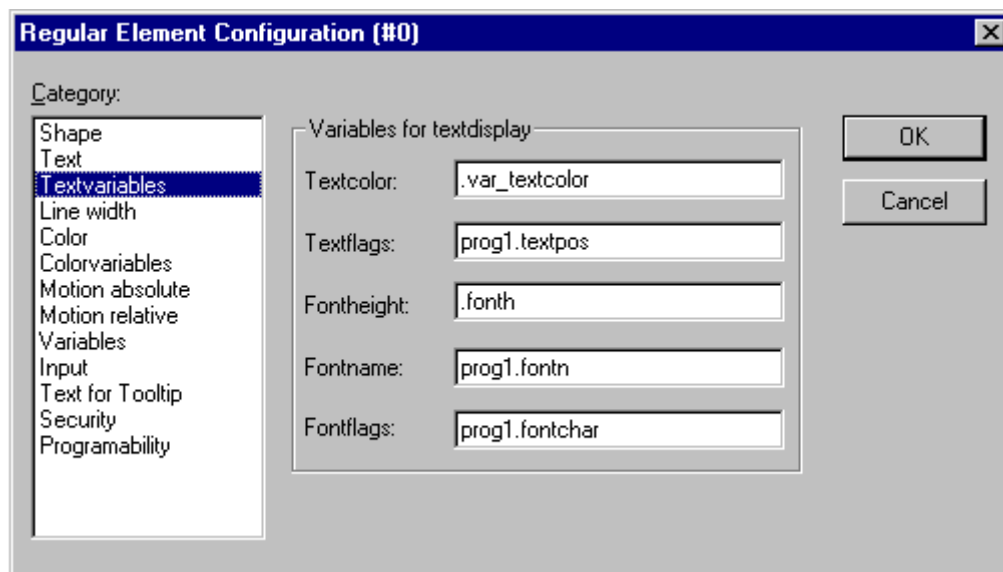 Regular Element Configuration (#0)
Category:
Shape
Text
Textvariables
Line width
Color
Colorvariables
Motion absolute
Motion relative
Variables
Input
Text for Tooltip
Security
Programability
Variables for textdisplay
Textcolor: .var_textcolor
Textflags: prog1.textpos
Fontheight: .fonth
Fontname: prog1.fontn
Fontflags: prog1.fontchar
OK
Cancel